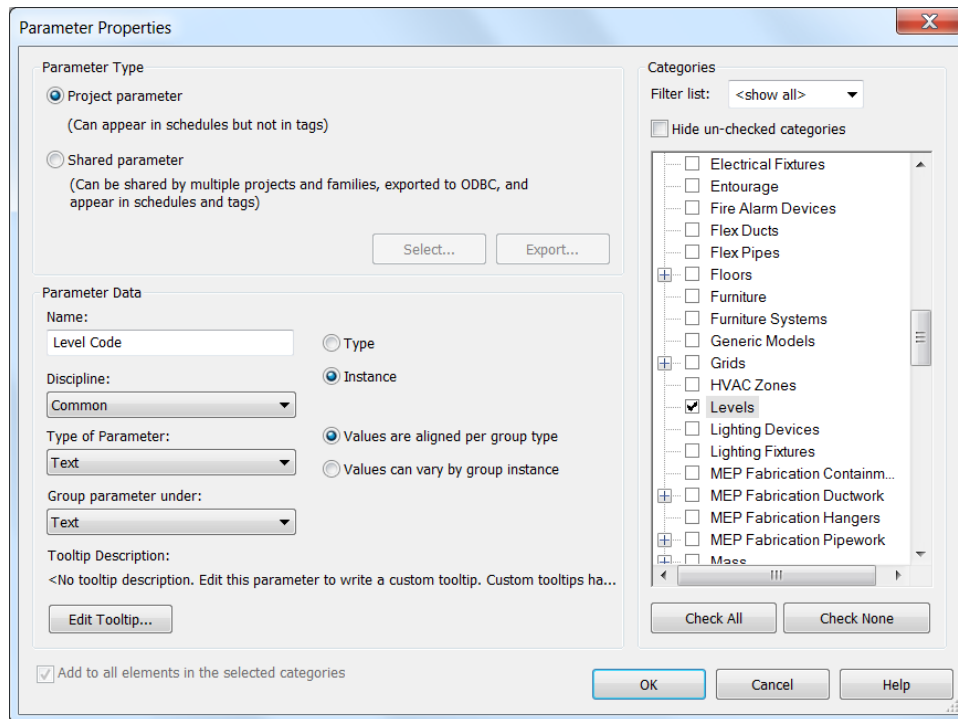 Parameter Properties
Parameter Type
Project parameter
(Can appear in schedules but not in tags)
Shared parameter
(Can be shared by multiple projects and families, exported to ODBC, and
appear in schedules and tags)
Select...
Export...
Parameter Data
Name:
Level Code
Type
Discipline:
Instance
Common
Type of Parameter:
Values are aligned per group type
Text
Values can vary by group instance
Group parameter under:
Text
Tooltip Description:
<No tooltip description. Edit this parameter to write a custom tooltip. Custom tooltips ha...
Edit Tooltip...
Categories
Filter list:
<show all>
Hide un-checked categories
Electrical Fixtures
Entourage
Fire Alarm Devices
Flex Ducts
Flex Pipes
Floors
Furniture
Furniture Systems
Generic Models
Grids
HVAC Zones
Levels
Lighting Devices
Lighting Fixtures
MEP Fabrication Containm...
MEP Fabrication Ductwork
MEP Fabrication Hangers
MEP Fabrication Pipework
Mass
Check All
Check None
Add to all elements in the selected categories
OK
Cancel
Help